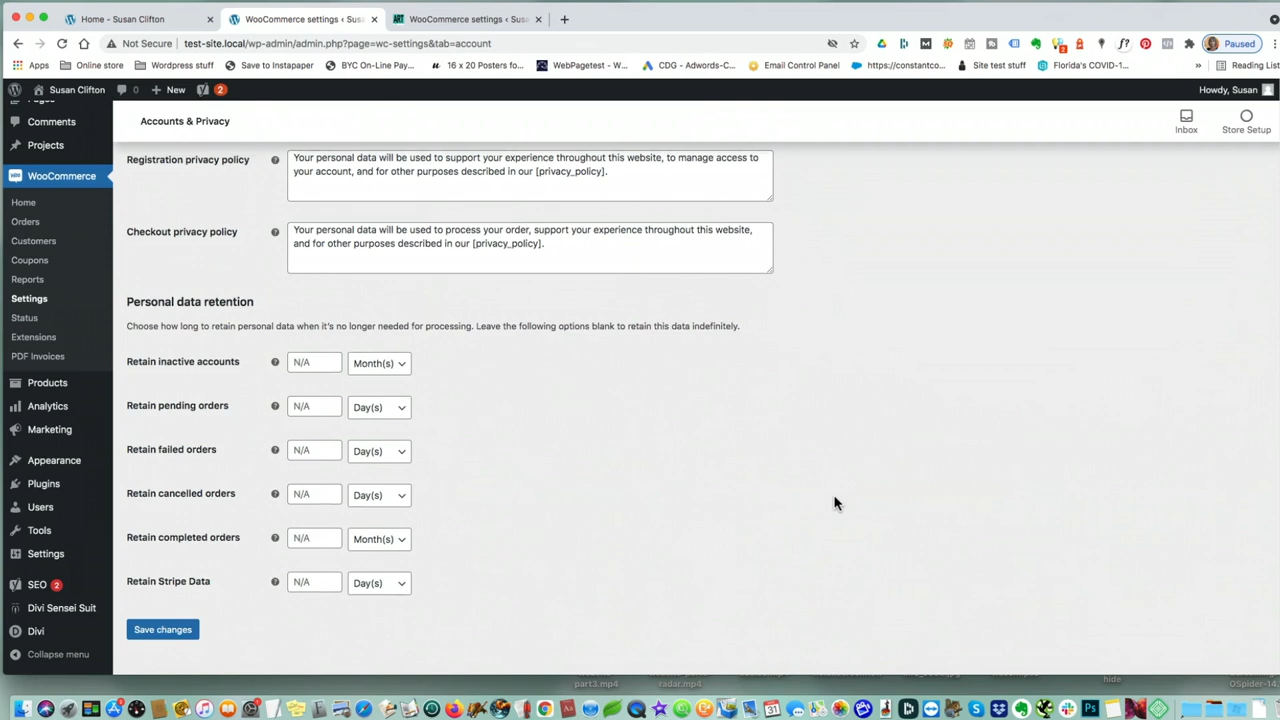 Home - Susan Clifton
WooCommerce settings ‹ Susa
WooCommerce settings ‹ Susa
Not Secure
test-site.local/wp-admin/admin.php?page=wc-settings&tab=account
Paused
Apps
Online store
Wordpress stuff
Save to Instapaper
BYC On-Line Pay...
16 x 20 Posters fo...
WebPagetest - W...
CDG - Adwords-C...
Email Control Panel
https://constantco...
Site test stuff
Florida's COVID-1...
»
Reading List
Susan Clifton
0
New
2
Howdy, Susan
Pages
Comments
Projects
WooCommerce
Home
Orders
Customers
Coupons
Reports
Settings
Status
Extensions
PDF Invoices
Products
Analytics
Marketing
Appearance
Plugins
Users
Tools
Settings
SEO 2
Divi Sensei Suit
Divi
Collapse menu
Accounts & Privacy
Inbox
Store Setup
Registration privacy policy
Your personal data will be used to support your experience throughout this website, to manage access to
your account, and for other purposes described in our [privacy_policy].
Checkout privacy policy
Your personal data will be used to process your order, support your experience throughout this website,
and for other purposes described in our [privacy_policy].
Personal data retention
Choose how long to retain personal data when it's no longer needed for processing. Leave the following options blank to retain this data indefinitely.
Retain inactive accounts
N/A
Month(s)
Retain pending orders
N/A
Day(s)
Retain failed orders
N/A
Day(s)
Retain cancelled orders
N/A
Day(s)
Retain completed orders
N/A
Month(s)
Retain Stripe Data
N/A
Day(s)
Save changes
part3.mp4
radar.mp4
hide
OSpider-14.